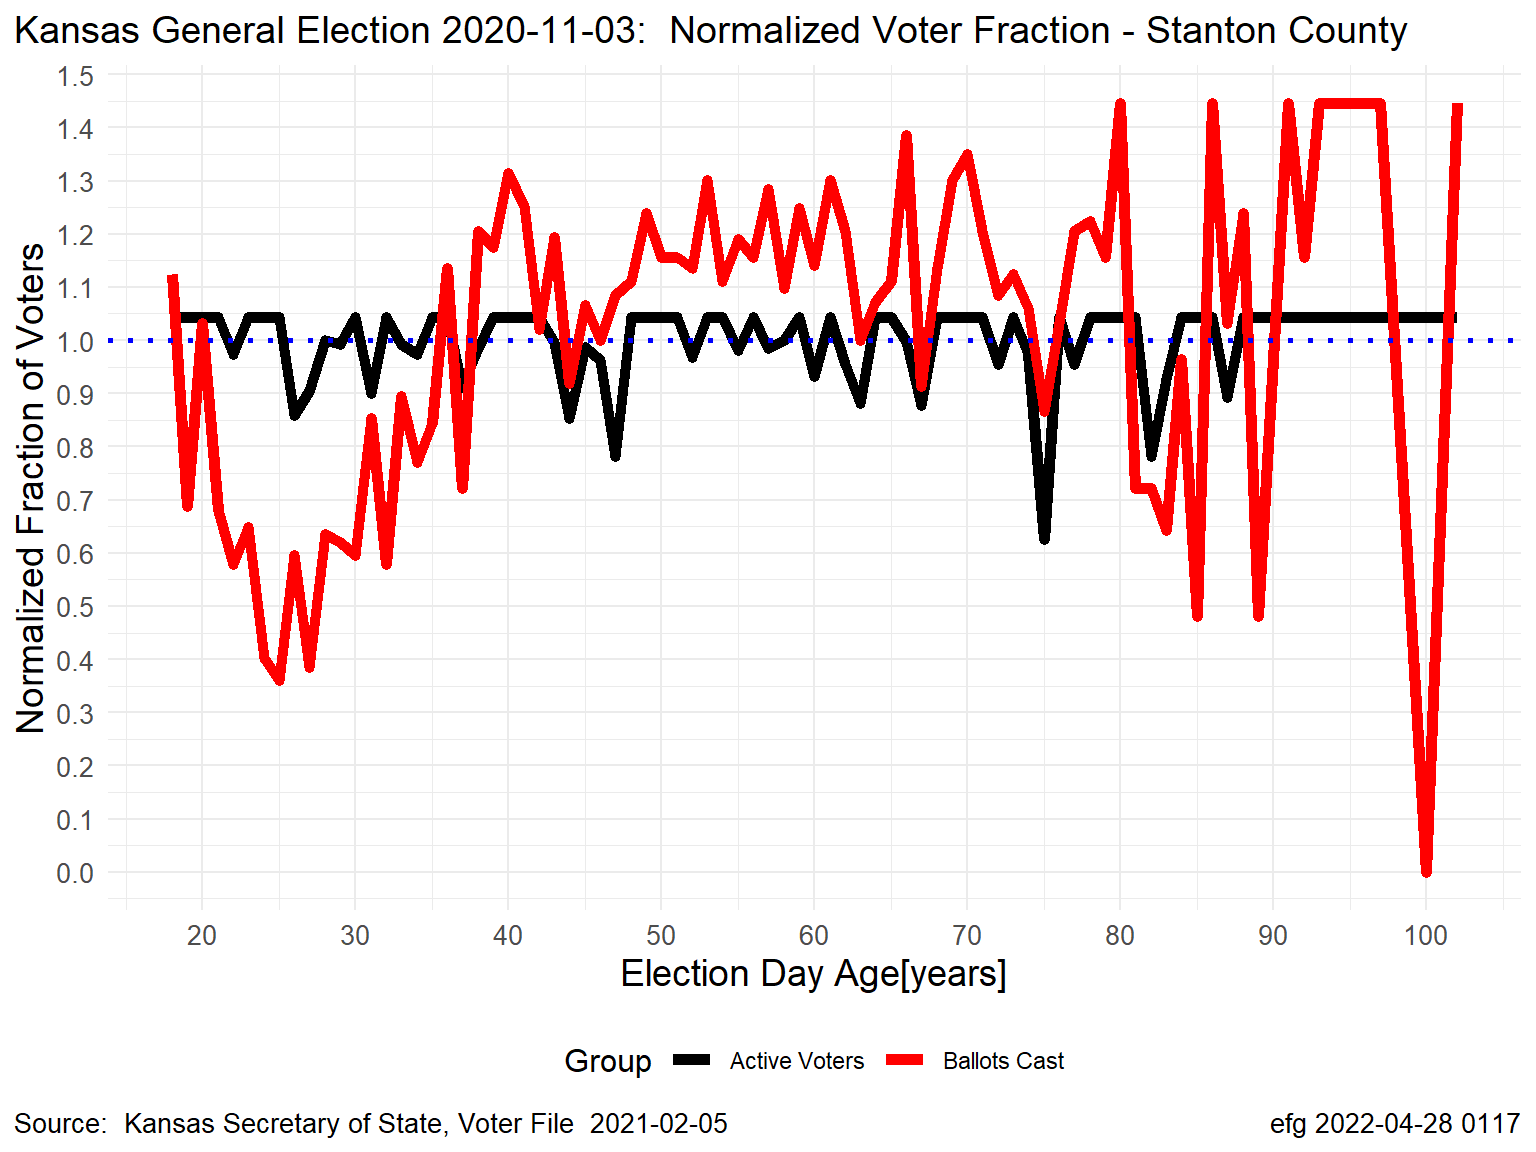 Kansas General Election 2020-11-03:  Normalized Voter Fraction - Stanton County
Normalized Fraction of Voters
1.5
1.4
1.3
1.2
1.1
1.0
0.9
0.8
0.7
0.6
0.5
0.4
0.3
0.2
0.1
0.0
20 30 40 50 60 70 80 90 100
Election Day Age[years]
Group Active Voters Ballots Cast
Source:  Kansas Secretary of State, Voter File  2021-02-05
efg 2022-04-28 0117